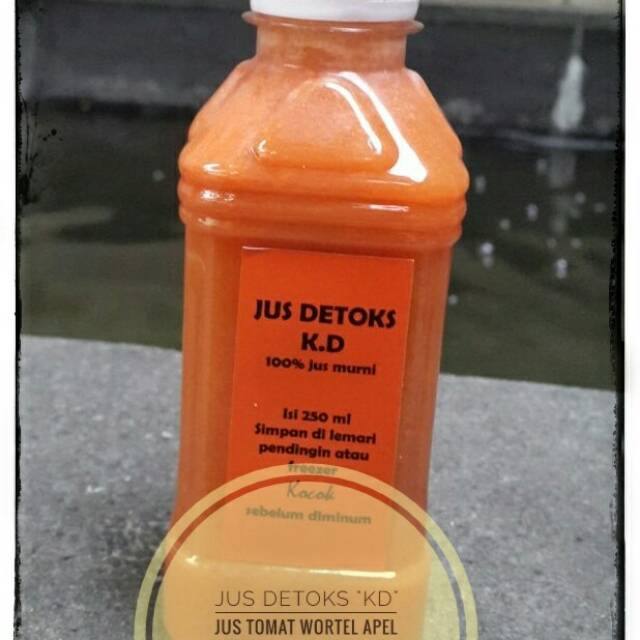 JUS DETOKS
K.D
100% jus murni
Isi 250 ml
Simpan di lemari
pendingin atau
freezer
Kocok
sebelum diminum
JUS DETOKS "KD"
JUS TOMAT WORTEL APEL